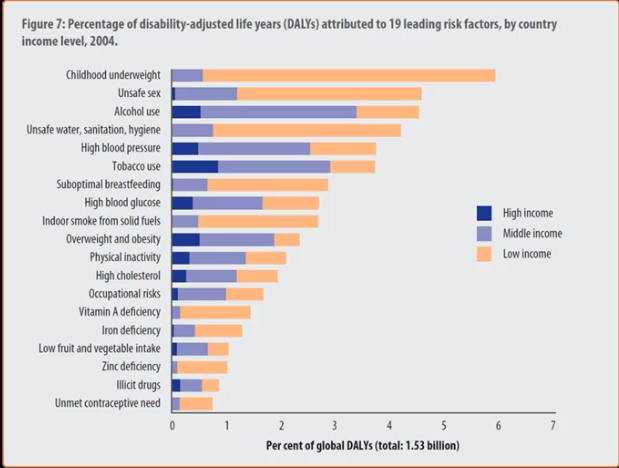 Figure 7: Percentage of disability-adjusted life years (DALYs) attributed to 19 leading risk factors, by country
income level, 2004.
Childhood underweight
Unsafe sex
Alcohol use
Unsafe water, sanitation, hygiene
High blood pressure
Tobacco use
Suboptimal breastfeeding
High blood glucose
Indoor smoke from solid fuels
Overweight and obesity
Physical inactivity
High cholesterol
Occupational risks
Vitamin A deficiency
Iron deficiency
Low fruit and vegetable intake
Zinc deficiency
Illicit drugs
Unmet contraceptive need
High income
Middle income
Low income
0 1 2 3 4 5 6 7
Per cent of global DALYs (total: 1.53 billion)